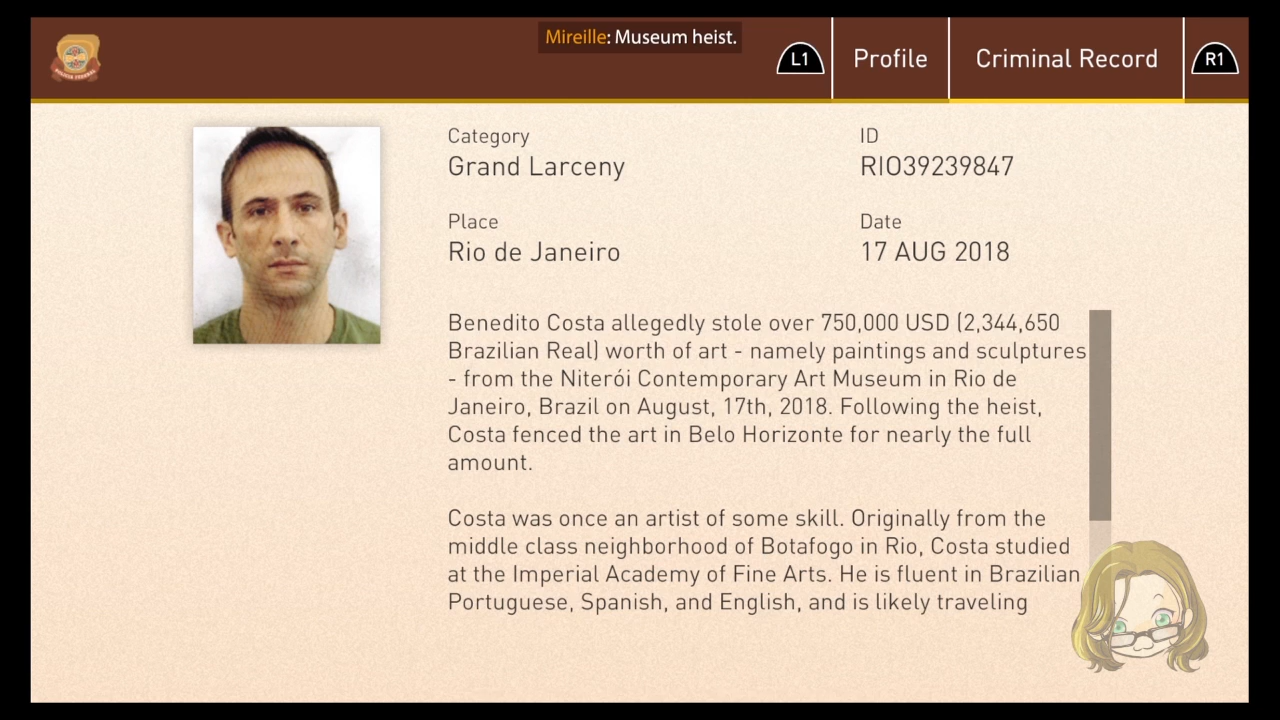 Mireille: Museum heist.
L1
Profile
Criminal Record
R1
Category
Grand Larceny
ID
RIO39239847
Place
Rio de Janeiro
Date
17 AUG 2018
Benedito Costa allegedly stole over 750,000 USD (2,344,650
Brazilian Real) worth of art - namely paintings and sculptures
- from the Niterói Contemporary Art Museum in Rio de
Janeiro, Brazil on August, 17th, 2018. Following the heist,
Costa fenced the art in Belo Horizonte for nearly the full
amount.
Costa was once an artist of some skill. Originally from the
middle class neighborhood of Botafogo in Rio, Costa studied
at the Imperial Academy of Fine Arts. He is fluent in Brazilian
Portuguese, Spanish, and English, and is likely traveling